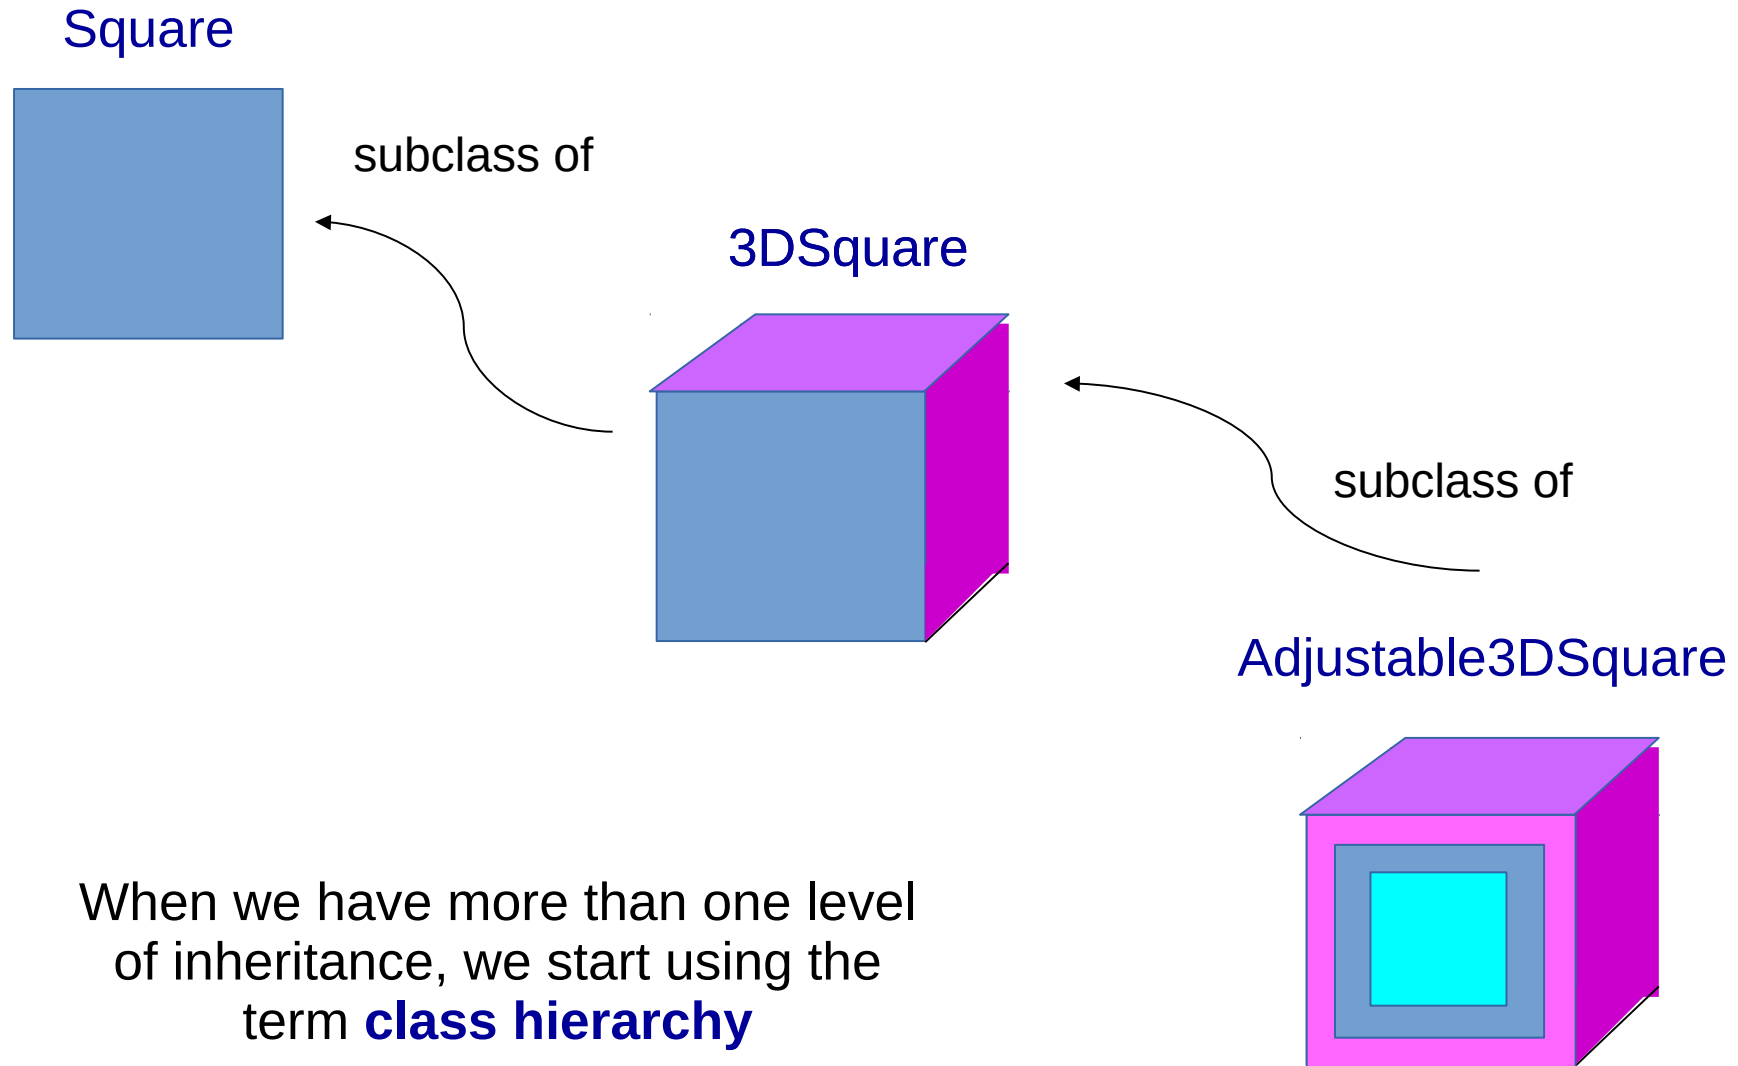 Square
subclass of
3DSquare
subclass of
Adjustable3DSquare
When we have more than one level
of inheritance, we start using the
term class hierarchy